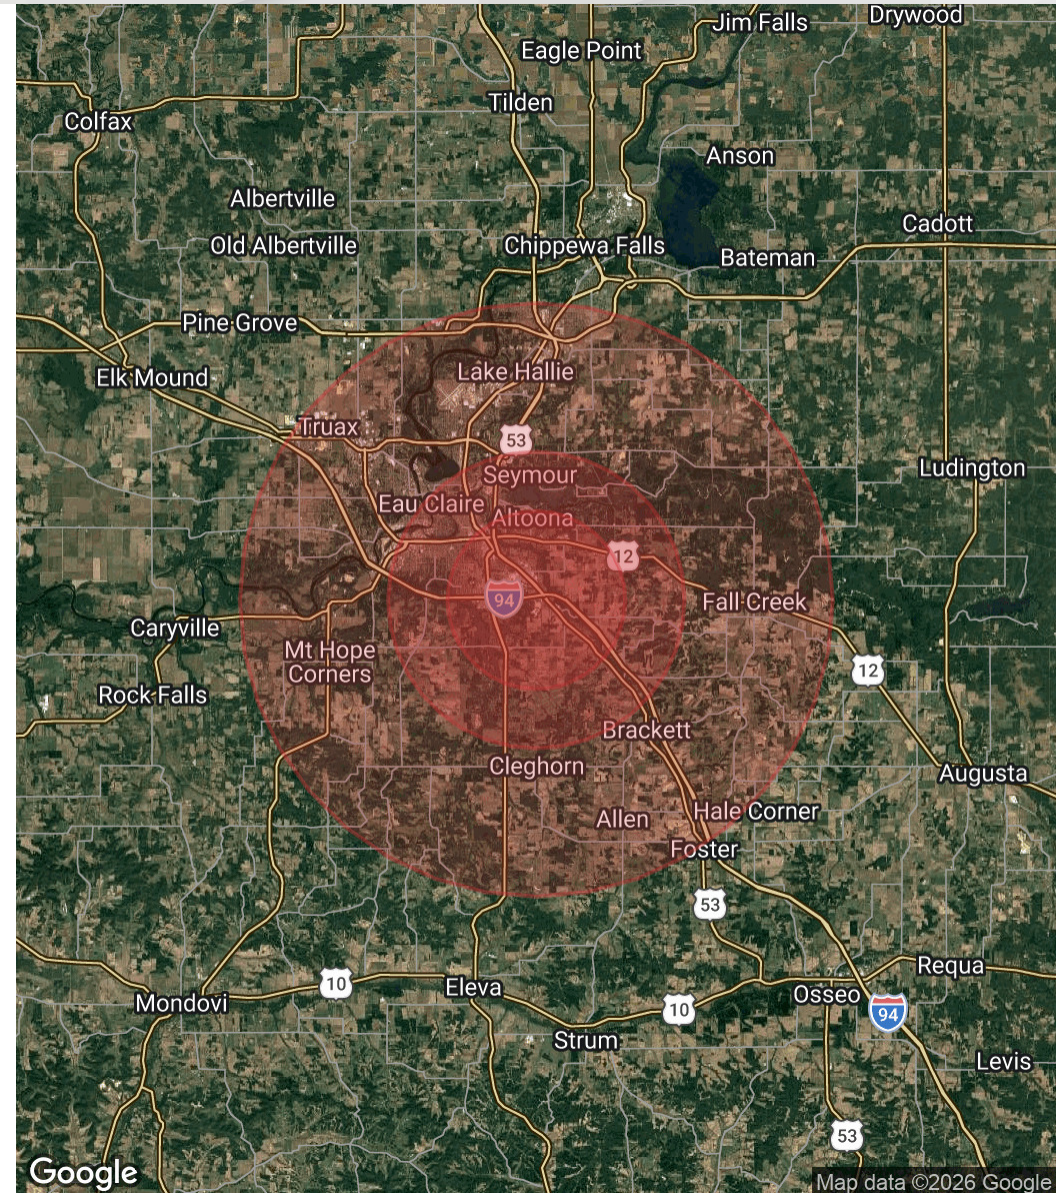 Jim Falls
Drywood
Eagle Point
Tilden
Colfax
Anson
Albertville
Cadott
Old Albertville
Chippewa Falls
Bateman
Pine Grove
Lake Hallie
Elk Mound
Truax
53
Seymour
Ludington
Eau Claire
Altoona
12
94
Fall Creek
Caryville
Mt Hope
Corners
12
Rock Falls
Brackett
Cleghorn
Augusta
Hale Corner
Allen
Foster
53
Requa
10
Eleva
Osseo
Mondovi
10
94
Strum
Levis
53
Google
Map data ©2026 Google